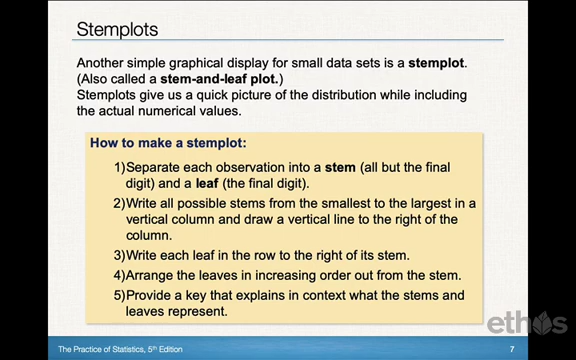 Stemplots
Another simple graphical display for small data sets is a stemplot.
(Also called a stem-and-leaf plot.)
Stemplots give us a quick picture of the distribution while including
the actual numerical values.
How to make a stemplot:
1)Separate each observation into a stem (all but the final
digit) and a leaf (the final digit).
2)Write all possible stems from the smallest to the largest in a
vertical column and draw a vertical line to the right of the
column.
3)Write each leaf in the row to the right of its stem.
4)Arrange the leaves in increasing order out from the stem.
5)Provide a key that explains in context what the stems and
leaves represent.
ethos
The Practice of Statistics, 5th Edition
7